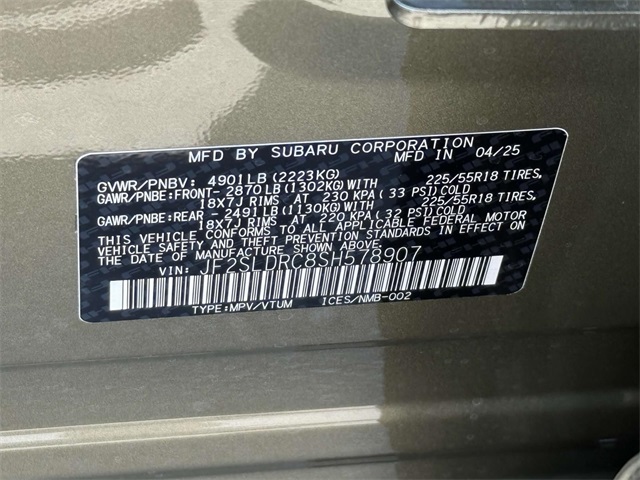 MFD BY SUBARU CORPORATION
MFD IN 04/25
GVWR/PNBV: 4901LB(2223KG)
GAWR/PNBE:FRONT- 2870LB(1302KG)WITH 225/55R18 TIRES,
18X7J RIMS AT 230 KPA(33 PSI)COLD
GAWR/PNBE:REAR -2491LB(1130KG)WITH 225/55R18 TIRES,
18X7J RIMS AT 220 KPA(32 PSI)COLD
THIS VEHICLE CONFORMS TO ALL APPLICABLE FEDERAL MOTOR
VEHICLE SAFETY AND THEFT PREVENTION STANDARDS IN EFFECT ON
THE DATE OF MANUFACTURE SHOWN ABOVE.
VIN: JF2SLDRC8SH578907
TYPE:MPV/VTUM ICES/NMB-002